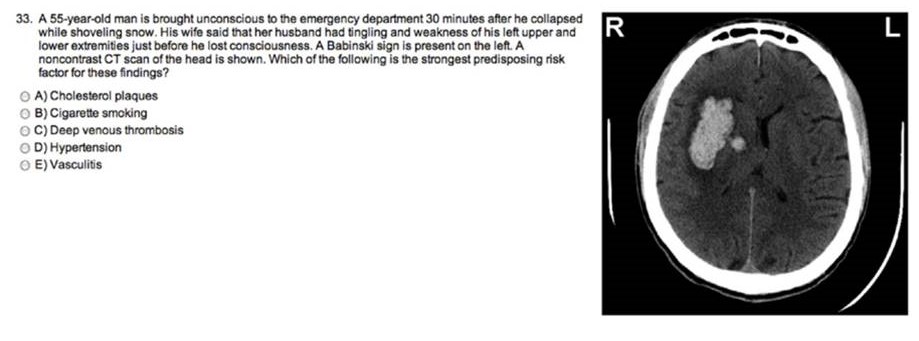 33. A 55-year-old man is brought unconscious to the emergency department 30 minutes after he collapsed
while shoveling snow. His wife said that her husband had tingling and weakness of his left upper and
lower extremities just before he lost consciousness. A Babinski sign is present on the left. A
noncontrast CT scan of the head is shown. Which of the following is the strongest predisposing risk
factor for these findings?
A) Cholesterol plaques
B) Cigarette smoking
C) Deep venous thrombosis
D) Hypertension
E) Vasculitis
R
L